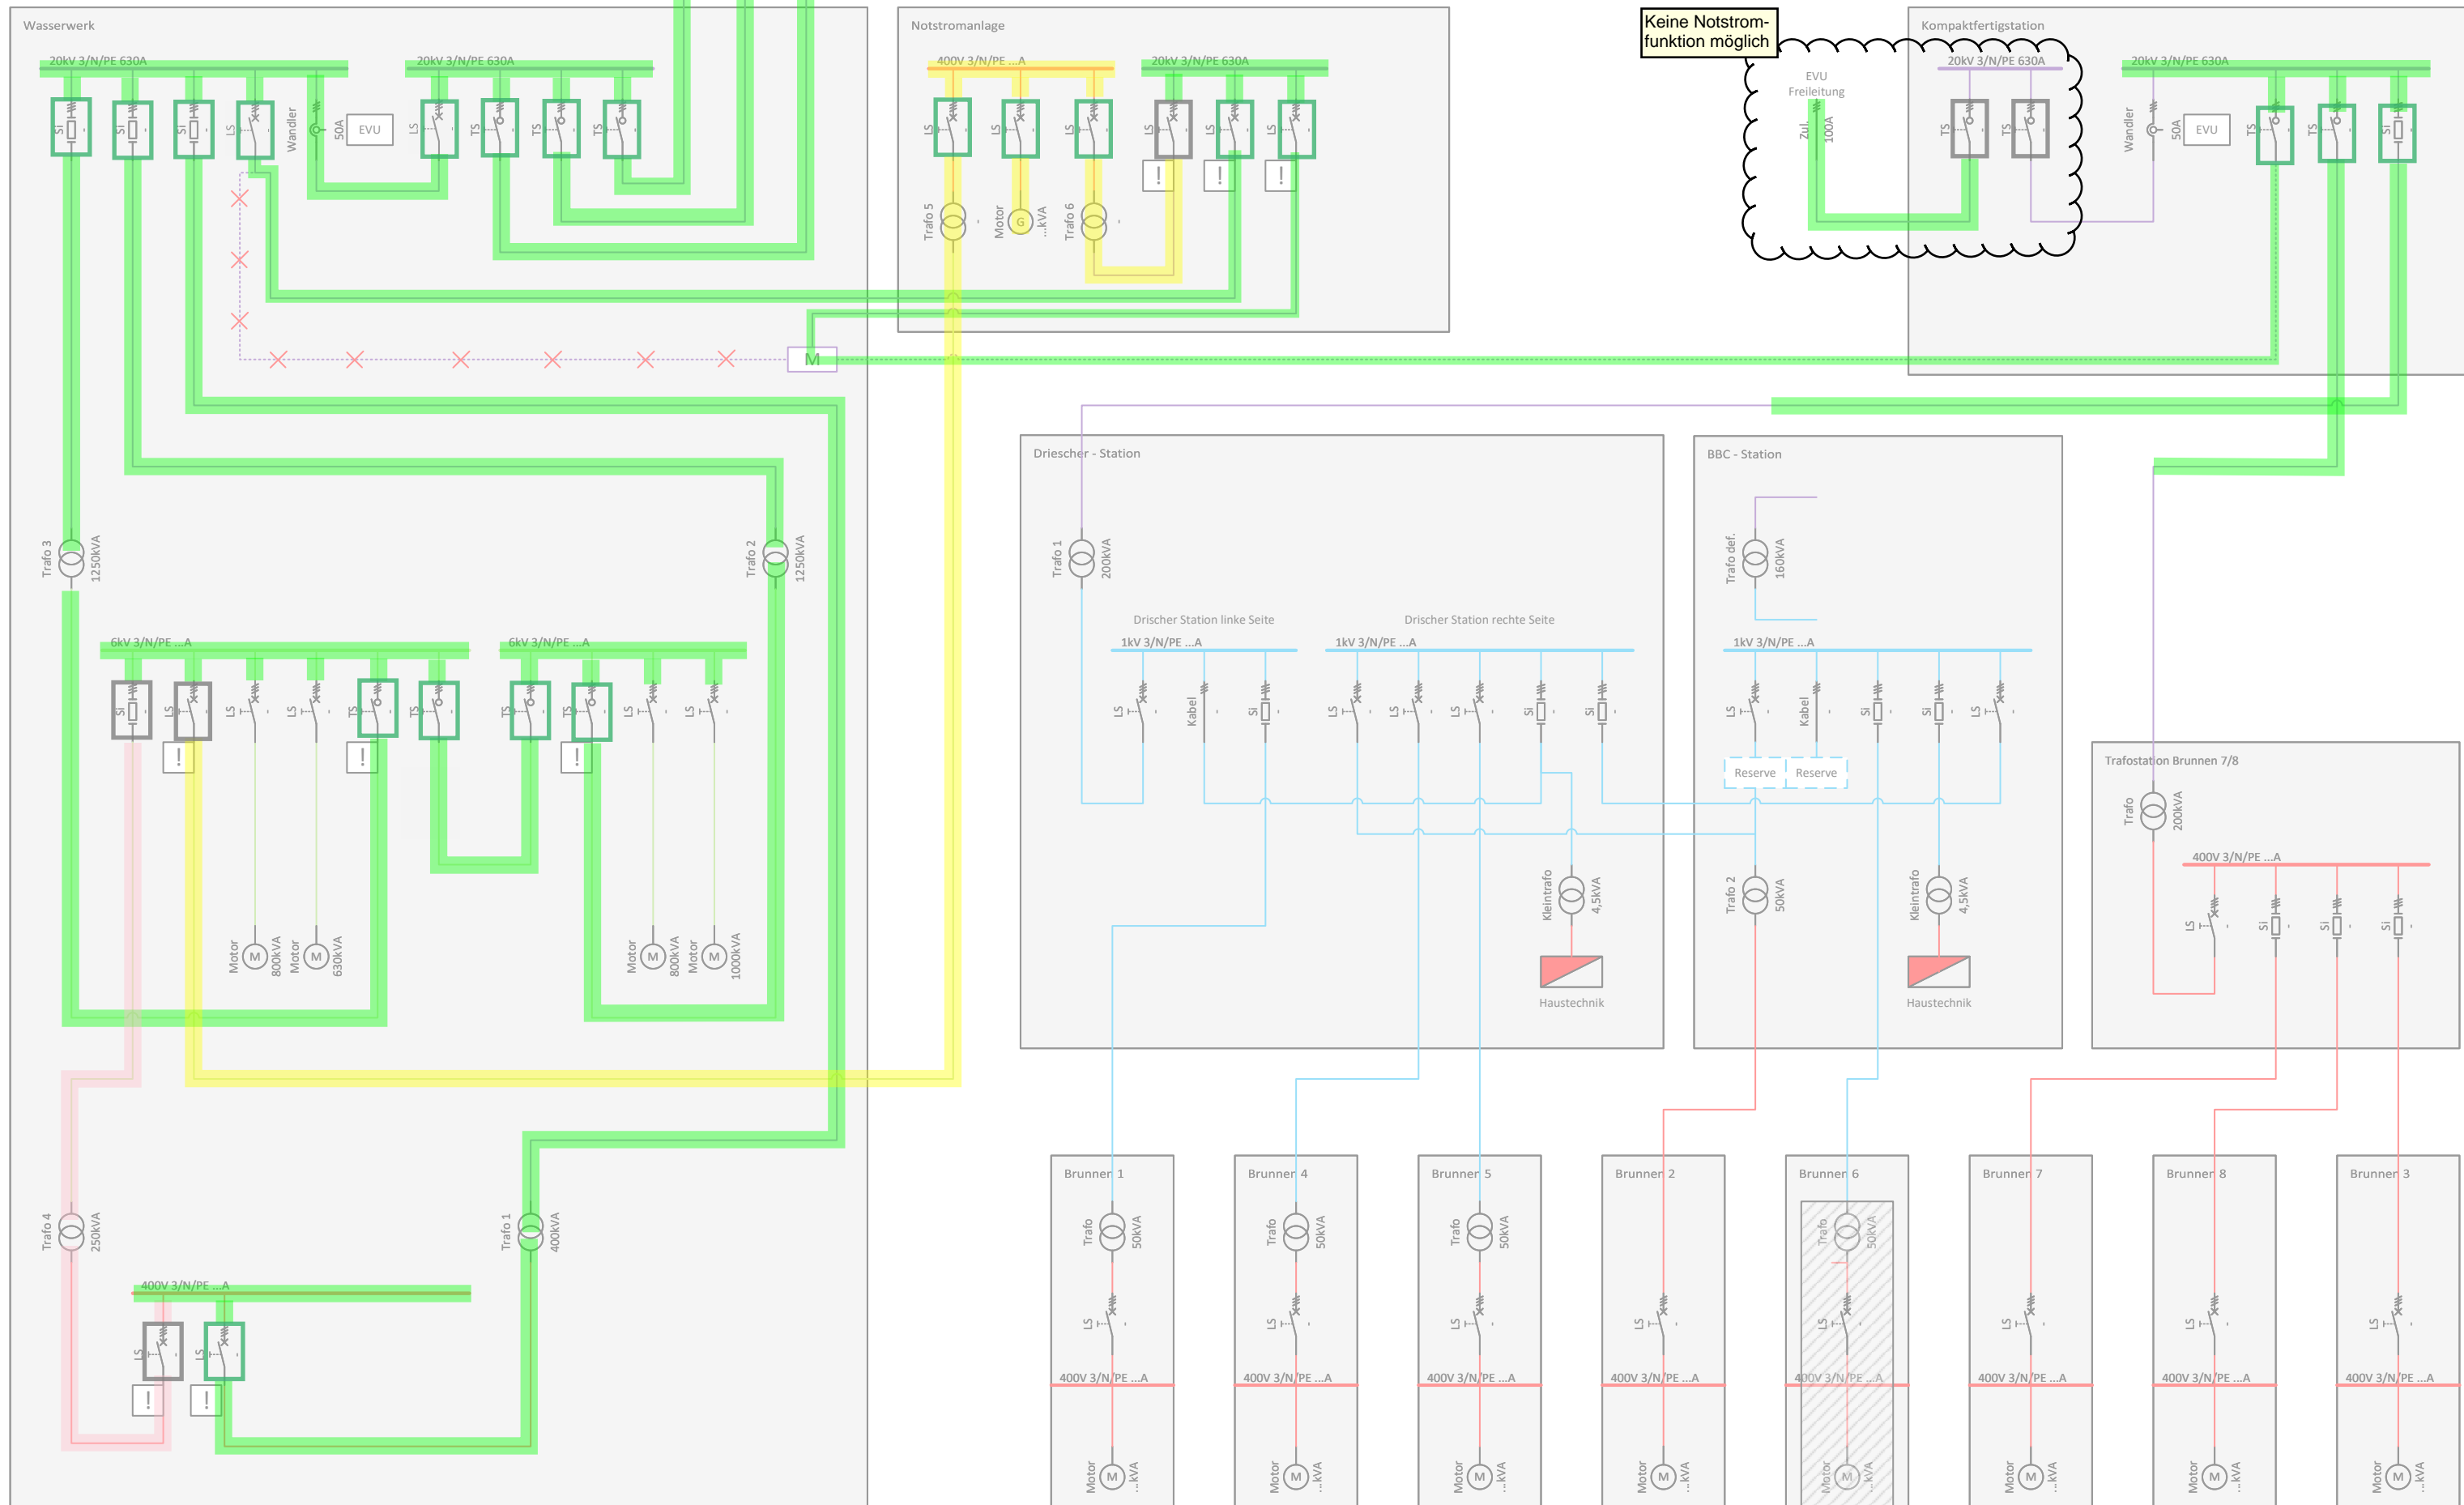 Wasserwerk
20kV 3/N/PE 630A
Si
-
Si
-
Si
-
LS
-
Wandler
50A
EVU
20kV 3/N/PE 630A
LS
-
TS
-
TS
-
TS
-
Notstromanlage
400V 3/N/PE ...A
LS
-
LS
-
LS
-
20kV 3/N/PE 630A
LS
-
LS
-
LS
-
!
!
!
Trafo 5
-
Motor
G
...kVA
Trafo 6
-
Keine Notstrom-
funktion möglich
EVU
Freileitung
Zul.
100A
Kompaktfertigstation
20kV 3/N/PE 630A
TS
-
TS
-
Wandler
50A
EVU
20kV 3/N/PE 630A
TS
-
TS
-
Si
-
M
Trafo 3
1250kVA
Trafo 2
1250kVA
6kV 3/N/PE ...A
Si
-
LS
-
LS
-
LS
-
TS
-
-
!
!
6kV 3/N/PE ...A
TS
-
TS
-
LS
-
LS
-
!
Motor
M
800kVA
Motor
M
630kVA
Motor
M
800kVA
Motor
M
1000kVA
Trafo 4
250kVA
Trafo 1
400kVA
400V 3/N/PE ...A
LS
-
LS
-
!
!
Driescher - Station
Trafo 1
200kVA
Drischer Station linke Seite
1kV 3/N/PE ...A
LS
-
Kabel
Si
-
Drischer Station rechte Seite
1kV 3/N/PE ...A
LS
-
LS
-
LS
-
Si
-
Si
-
Kleintrafo
4,5kVA
Haustechnik
BBC - Station
Trafo def.
160kVA
1kV 3/N/PE ...A
LS
-
Kabel
Si
-
Si
-
LS
-
Reserve
Reserve
Trafo 2
50kVA
Kleintrafo
4,5kVA
Haustechnik
Trafostation Brunnen 7/8
Trafo
200kVA
400V 3/N/PE ...A
LS
-
Si
-
Si
-
Si
-
Brunnen 1
Trafo
50kVA
LS
-
400V 3/N/PE ...A
Motor
M
...kVA
Brunnen 4
Trafo
50kVA
LS
-
400V 3/N/PE ...A
Motor
M
...kVA
Brunnen 5
Trafo
50kVA
LS
-
400V 3/N/PE ...A
Motor
M
...kVA
Brunnen 2
LS
-
400V 3/N/PE ...A
Motor
M
...kVA
Brunnen 6
Trafo
50kVA
LS
-
400V 3/N/PE ...A
Motor
M
...kVA
Brunnen 7
LS
-
400V 3/N/PE ...A
Motor
M
...kVA
Brunnen 8
LS
-
400V 3/N/PE ...A
Motor
M
...kVA
Brunnen 3
LS
-
400V 3/N/PE ...A
Motor
M
...kVA